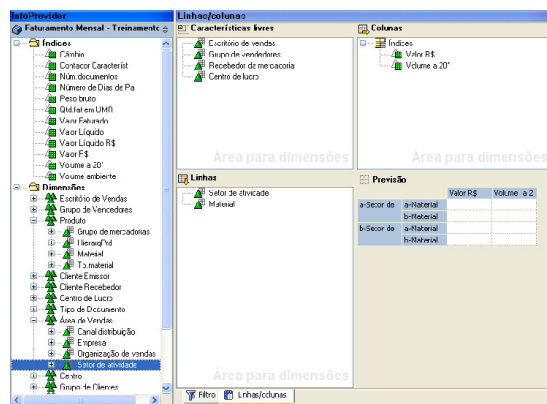 InfoProvider
Faturamento Mensal - Treinamento
Índices
Câmbio
Contador Característ
Núm.documentos
Número de Dias de Pa
Peso bruto
Qtd.fat em UMB
Valor Faturado
Valor Líquido
Valor Líquido R$
Valor R$
Volume a 20°
Volume ambiente
Dimensões
Escritório de Vendas
Grupo de Vendedores
Produto
Grupo de mercadorias
HierarqPrd
Material
Tp.material
Cliente Emissor
Cliente Recebedor
Centro de Lucro
Tipo de Documento
Área de Vendas
Canal distribuição
Empresa
Organização de vendas
Setor de atividade
Centro
Grupo de Clientes
Linhas/colunas
Características livres
Escritório de vendas
Grupo de vendedores
Recebedor da mercadoria
Centro de lucro
Área para dimensões
Colunas
Índices
Valor R$
Volume a 20°
Área para dimensões
Linhas
Setor de atividade
Material
Área para dimensões
Previsão
Valor R$ Volume a 2
a-Setor de a-Material
b-Material
b-Setor de a-Material
b-Material
Filtro Linhas/colunas